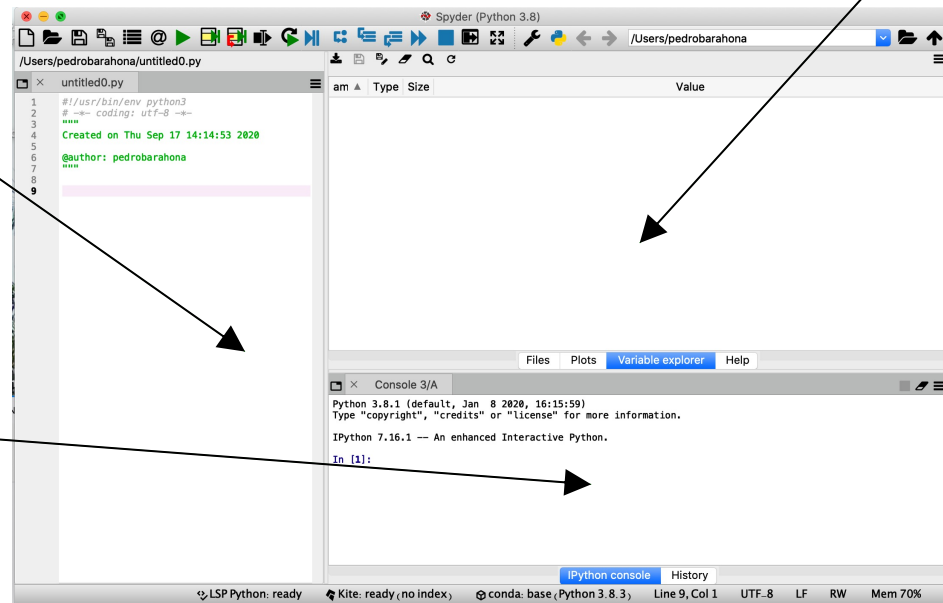 Spyder (Python 3.8)
/Users/pedrobarahona
/Users/pedrobarahona/untitled0.py
untitled0.py
am Type Size Value
1 #!/usr/bin/env python3
2 # -*- coding: utf-8 -*-
3 """
4 Created on Thu Sep 17 14:14:53 2020
5
6 @author: pedrobarahona
7 """
8
9
Files Plots Variable explorer Help
Console 3/A
Python 3.8.1 (default, Jan  8 2020, 16:15:59)
Type "copyright", "credits" or "license" for more information.
IPython 7.16.1 -- An enhanced Interactive Python.
In [1]:
IPython console History
LSP Python: ready Kite: ready (no index) conda: base (Python 3.8.3) Line 9, Col 1 UTF-8 LF RW Mem 70%